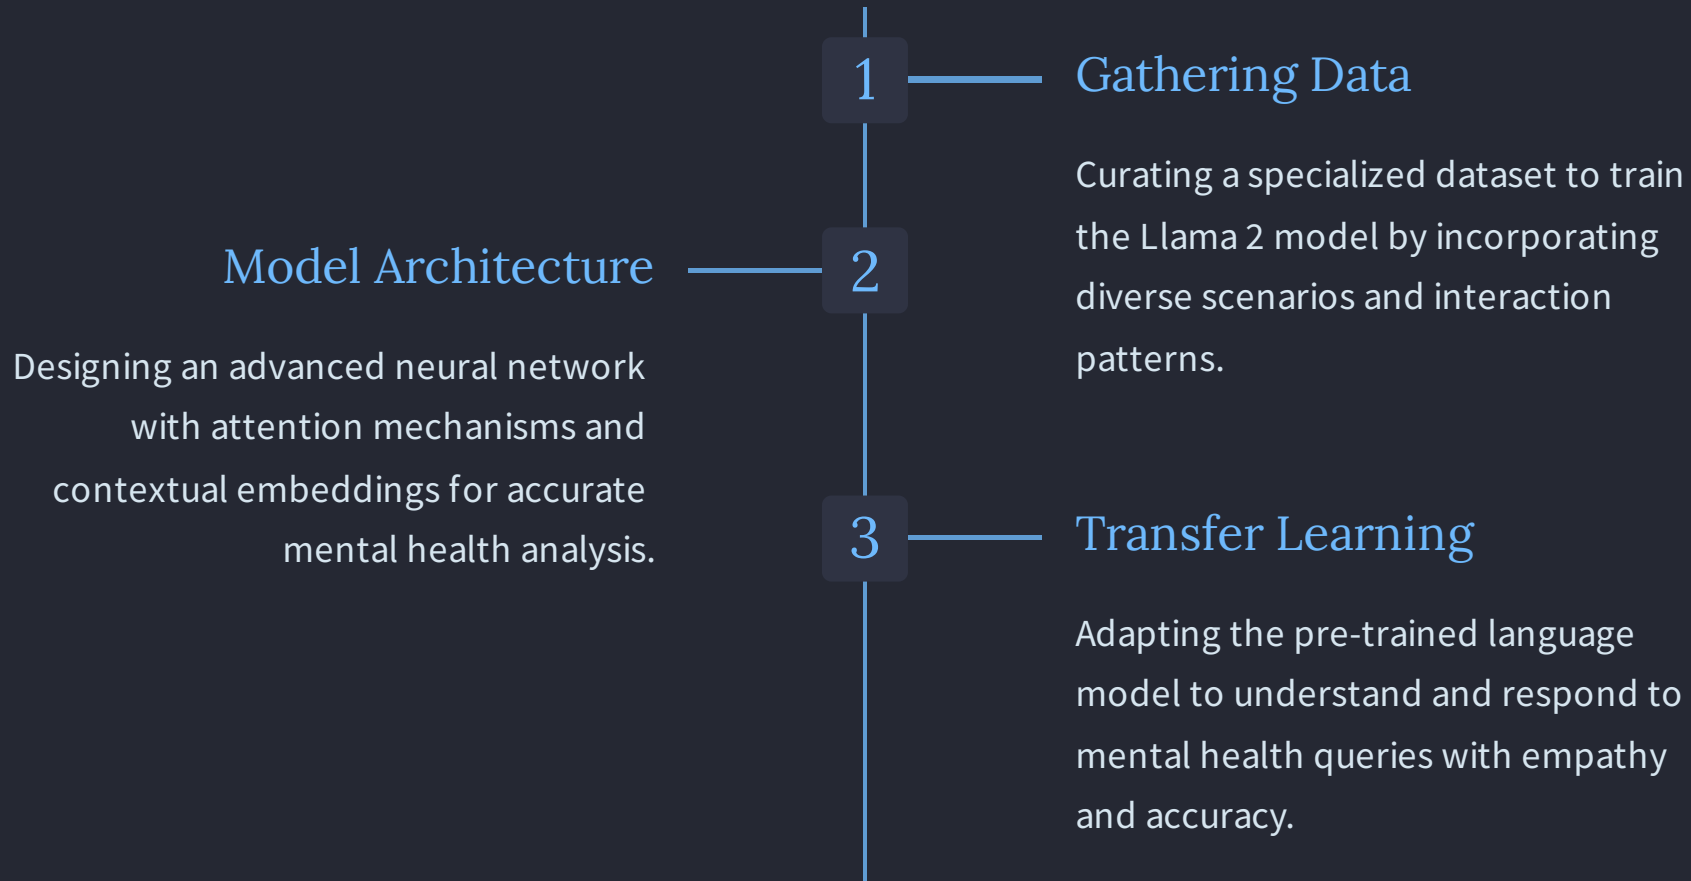 1
Gathering Data
Curating a specialized dataset to train
the Llama 2 model by incorporating
diverse scenarios and interaction
patterns.
2
Model Architecture
Designing an advanced neural network
with attention mechanisms and
contextual embeddings for accurate
mental health analysis.
3
Transfer Learning
Adapting the pre-trained language
model to understand and respond to
mental health queries with empathy
and accuracy.